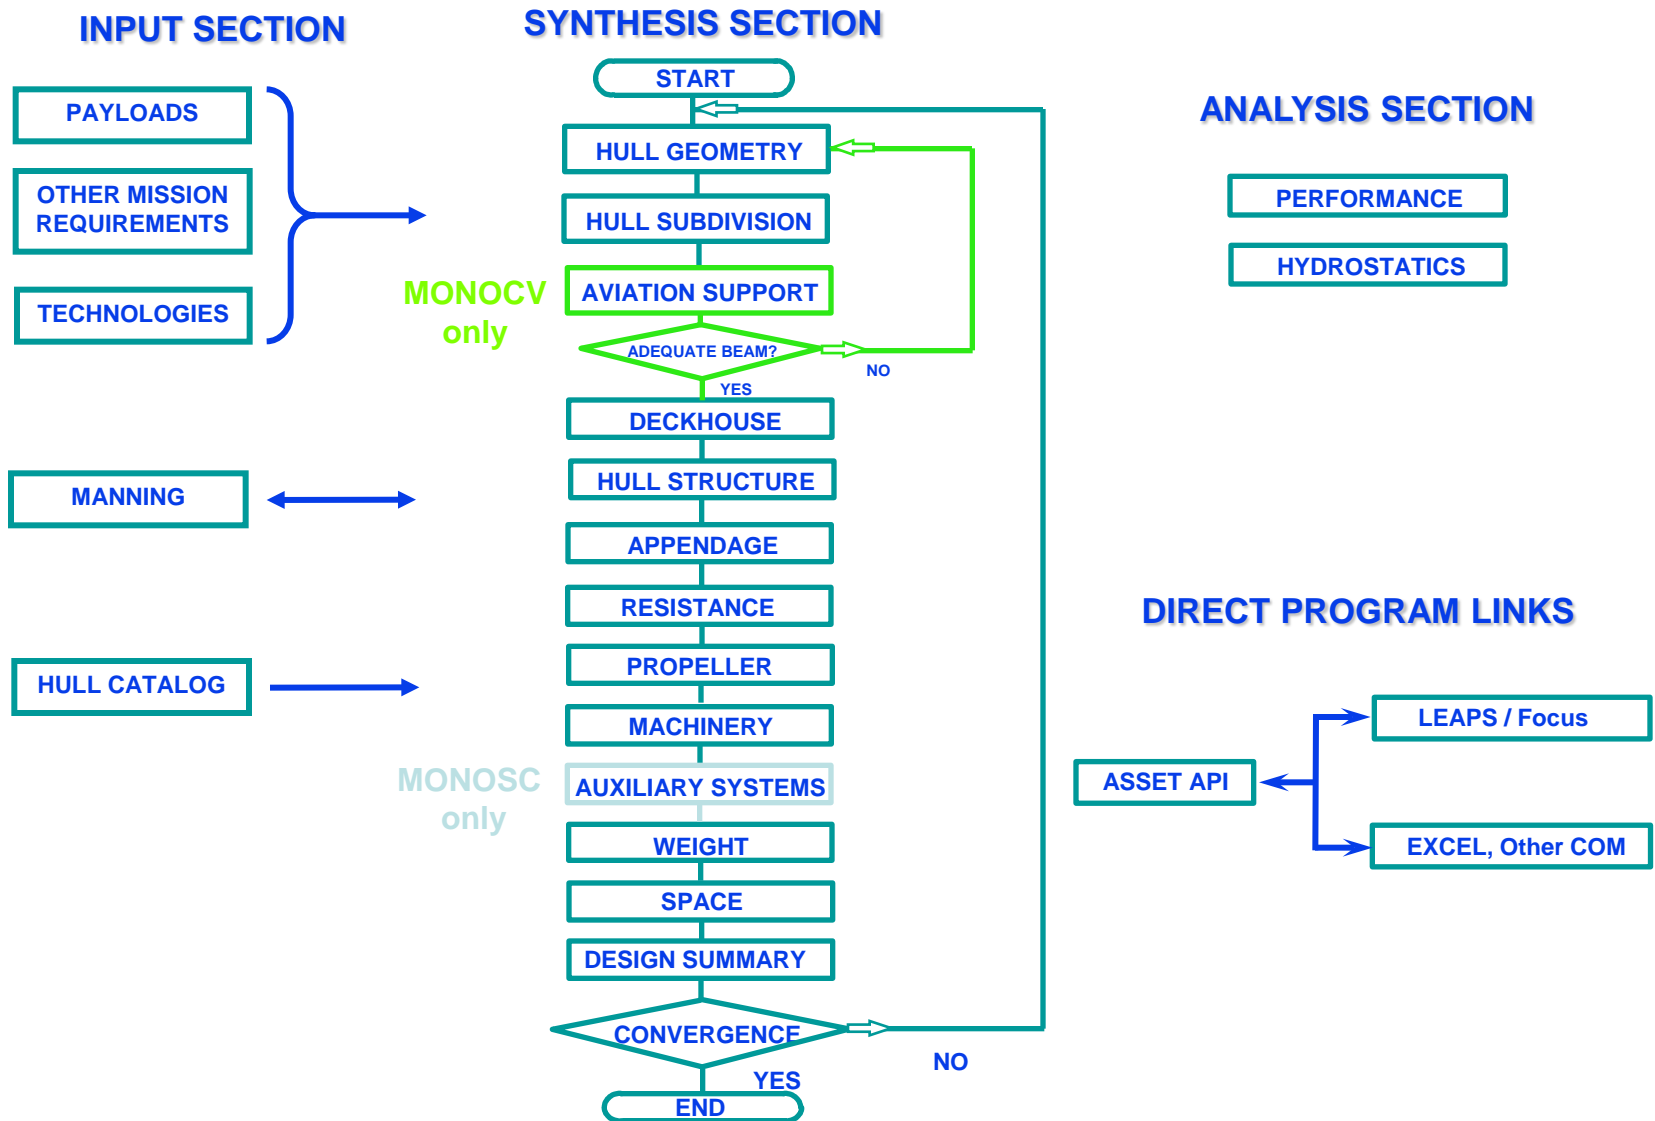 INPUT SECTION
PAYLOADS
OTHER MISSION
REQUIREMENTS
TECHNOLOGIES
MANNING
HULL CATALOG
SYNTHESIS SECTION
START
HULL GEOMETRY
HULL SUBDIVISION
MONOCV
only
AVIATION SUPPORT
ADEQUATE BEAM?
NO
YES
DECKHOUSE
HULL STRUCTURE
APPENDAGE
RESISTANCE
PROPELLER
MACHINERY
MONOSC
only
AUXILIARY SYSTEMS
WEIGHT
SPACE
DESIGN SUMMARY
CONVERGENCE
NO
YES
END
ANALYSIS SECTION
PERFORMANCE
HYDROSTATICS
DIRECT PROGRAM LINKS
LEAPS / Focus
ASSET API
EXCEL, Other COM